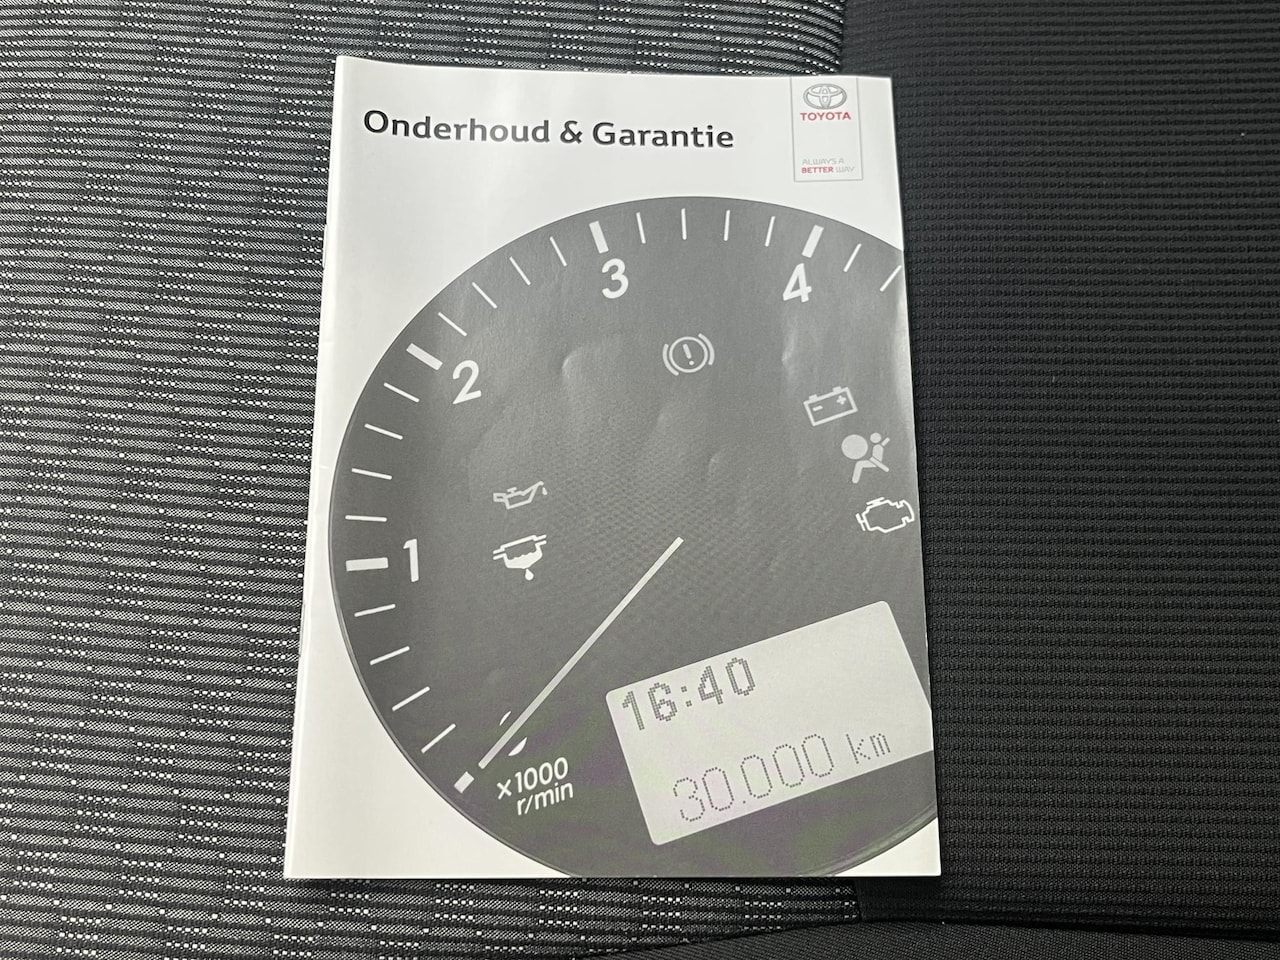 Onderhoud & Garantie
TOYOTA
ALWAYS A
BETTER WAY
3
4
2
1
16:40
30.000 km
x1000
r/min